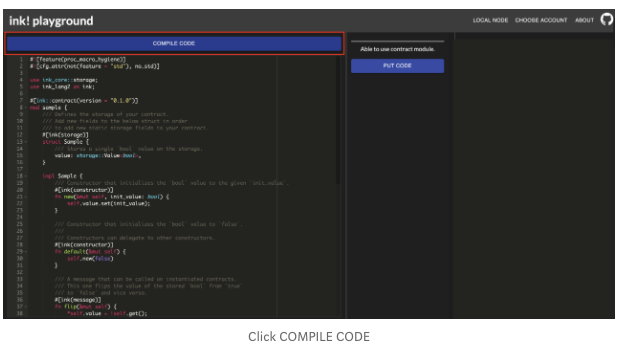 ink! playground
LOCAL NODE CHOOSE ACCOUNT ABOUT
COMPILE CODE
Able to use contract module.
PUT CODE
1 #![feature(proc_macro_hygiene)]
2 #![cfg_attr(not(feature = "std"), no_std)]
3
4 use ink_core::storage;
5 use ink_lang2 as ink;
6
7 #[ink::contract(version = "0.1.0")]
8 mod sample {
9 /// Defines the storage of your contract.
10 /// Add new fields to the below struct in order
11 /// to add new static storage fields to your contract.
12 #[ink(storage)]
13 struct Sample {
14 /// Stores a single `bool` value on the storage.
15 value: storage::Value<bool>,
16 }
17
18 impl Sample {
19 /// Constructor that initializes the `bool` value to the given `init_value`.
20 #[ink(constructor)]
21 fn new(&mut self, init_value: bool) {
22 self.value.set(init_value);
23 }
24
25 /// Constructor that initializes the `bool` value to `false`.
26 ///
27 /// Constructors can delegate to other constructors.
28 #[ink(constructor)]
29 fn default(&mut self) {
30 self.new(false)
31 }
32
33 /// A message that can be called on instantiated contracts.
34 /// This one flips the value of the stored `bool` from `true`
35 /// to `false` and vice versa.
36 #[ink(message)]
37 fn flip(&mut self) {
38 *self.value = !self.get();
Click COMPILE CODE